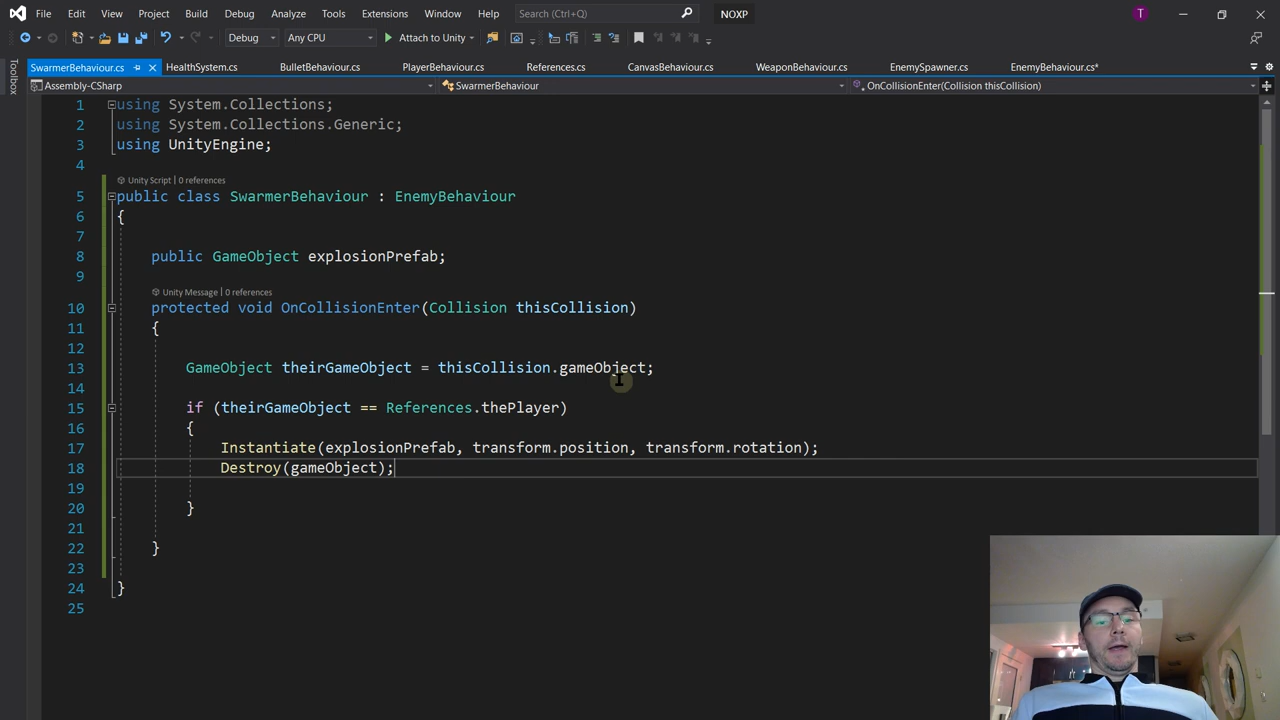 File Edit View Project Build Debug Analyze Tools Extensions Window Help Search (Ctrl+Q) NOXP T
Debug Any CPU Attach to Unity
SwarmerBehaviour.cs HealthSystem.cs BulletBehaviour.cs PlayerBehaviour.cs References.cs CanvasBehaviour.cs WeaponBehaviour.cs EnemySpawner.cs EnemyBehaviour.cs*
Toolbox
Assembly-CSharp SwarmerBehaviour OnCollisionEnter(Collision thisCollision)
1 using System.Collections;
2 using System.Collections.Generic;
3 using UnityEngine;
4
Unity Script | 0 references
5 public class SwarmerBehaviour : EnemyBehaviour
6 {
7
8 public GameObject explosionPrefab;
9
Unity Message | 0 references
10 protected void OnCollisionEnter(Collision thisCollision)
11 {
12
13 GameObject theirGameObject = thisCollision.gameObject;
14
15 if (theirGameObject == References.thePlayer)
16 {
17 Instantiate(explosionPrefab, transform.position, transform.rotation);
18 Destroy(gameObject);
19
20 }
21
22 }
23
24 }
25